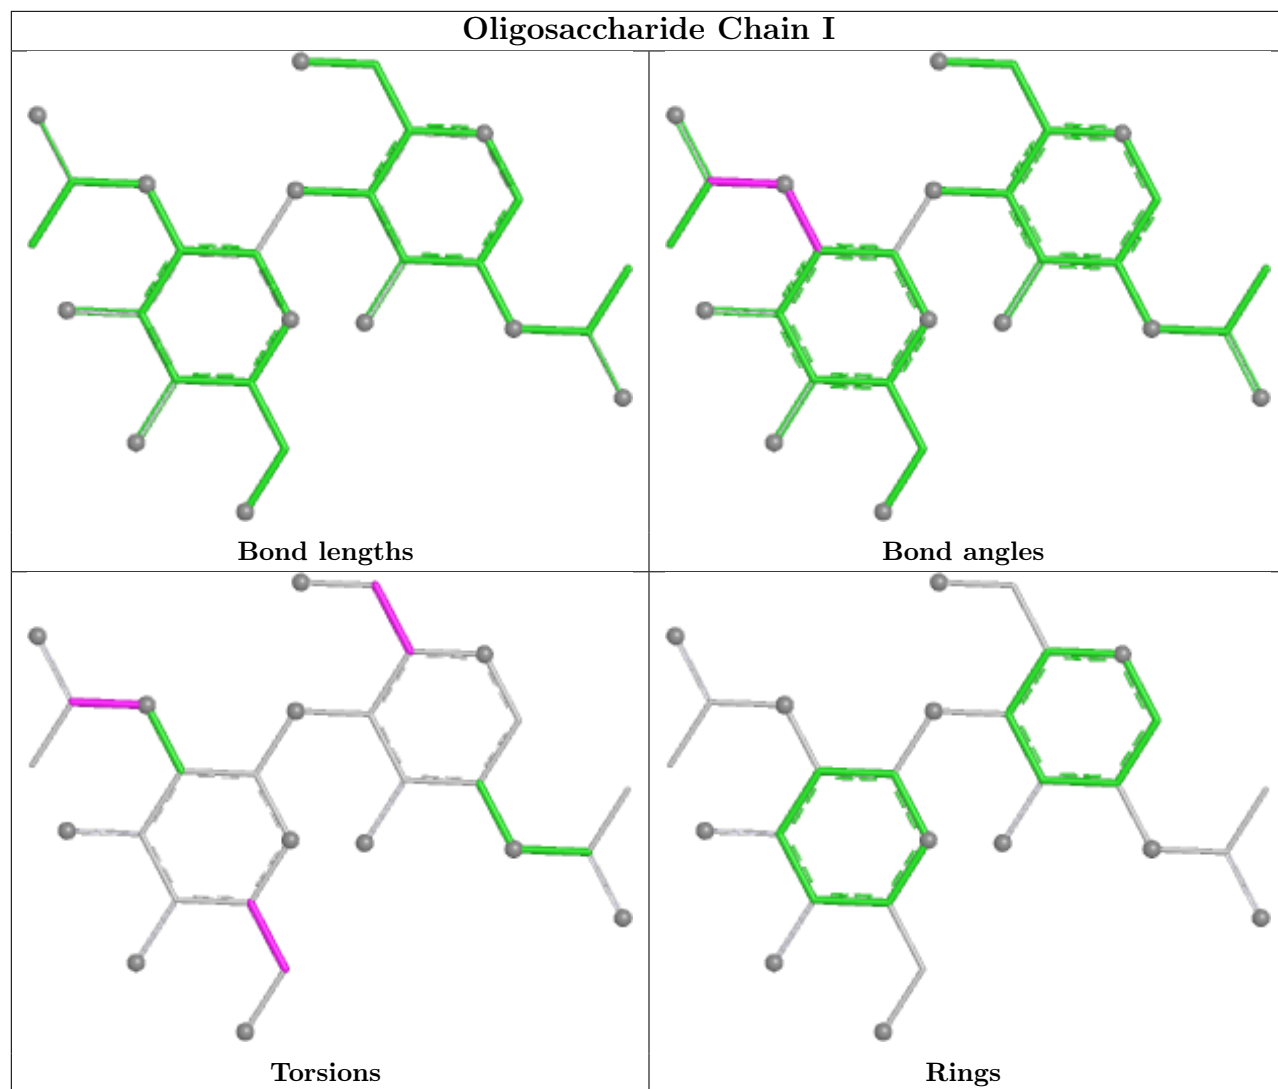 Oligosaccharide Chain I
Bond lengths
Bond angles
Torsions
Rings